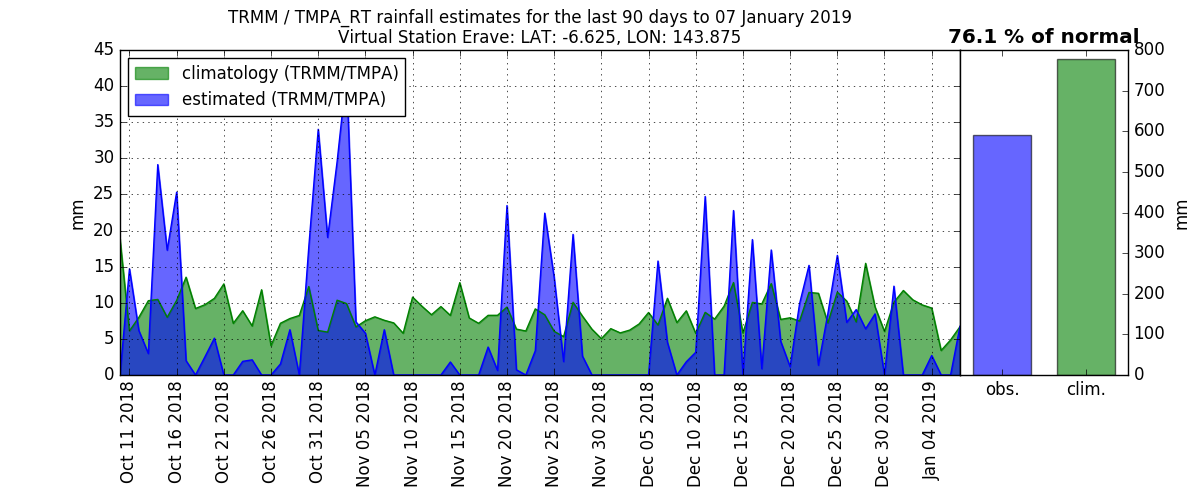 TRMM / TMPA_RT rainfall estimates for the last 90 days to 07 January 2019
Virtual Station Erave: LAT: -6.625, LON: 143.875
76.1 % of normal
climatology (TRMM/TMPA)
estimated (TRMM/TMPA)
mm
45
40
35
30
25
20
15
10
5
0
Oct 11 2018
Oct 16 2018
Oct 21 2018
Oct 26 2018
Oct 31 2018
Nov 05 2018
Nov 10 2018
Nov 15 2018
Nov 20 2018
Nov 25 2018
Nov 30 2018
Dec 05 2018
Dec 10 2018
Dec 15 2018
Dec 20 2018
Dec 25 2018
Dec 30 2018
Jan 04 2019
obs.
clim.
800
700
600
500
400
300
200
100
0
mm